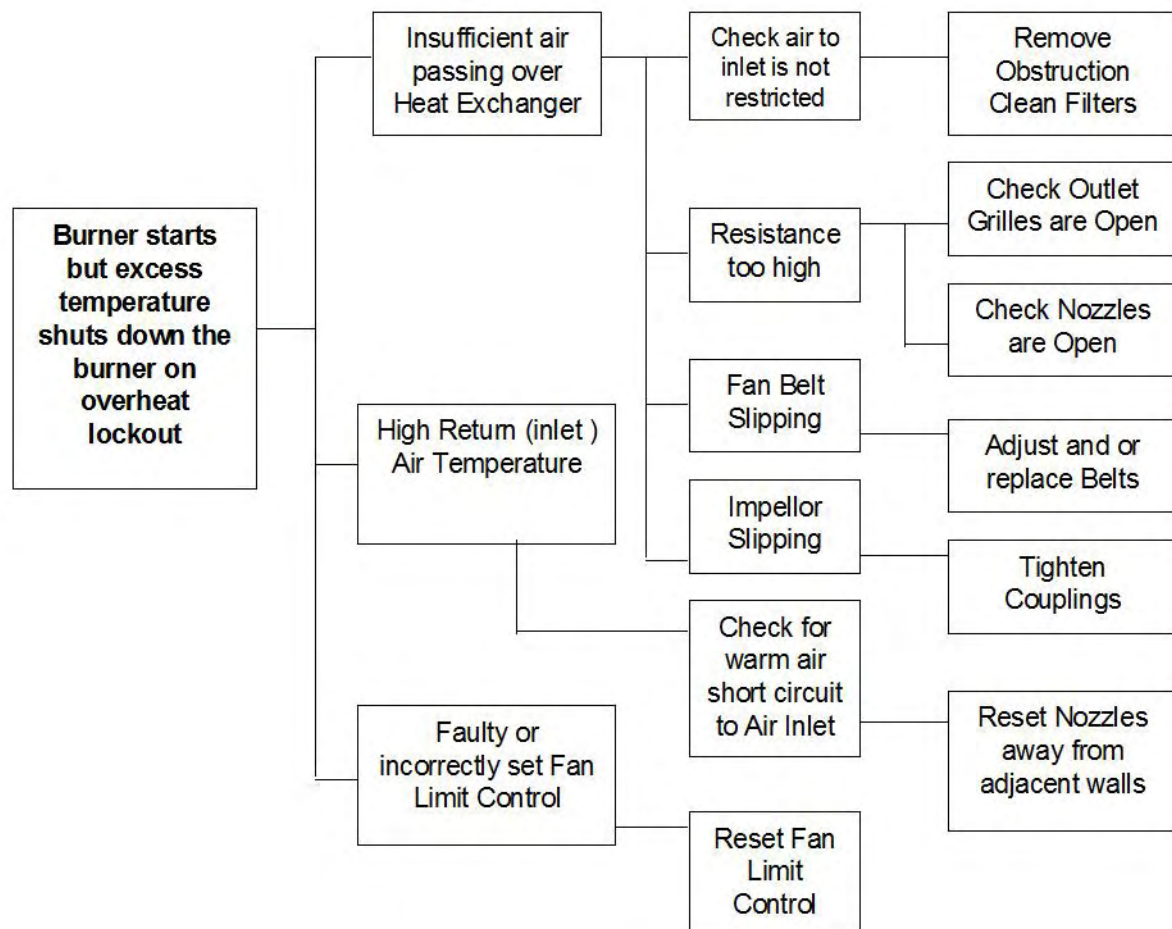 Burner starts
but excess
temperature
shuts down the
burner on
overheat
lockout
Insufficient air
passing over
Heat Exchanger
High Return (inlet )
Air Temperature
Faulty or
incorrectly set Fan
Limit Control
Check air to
inlet is not
restricted
Resistance
too high
Fan Belt
Slipping
Impellor
Slipping
Check for
warm air
short circuit
to Air Inlet
Reset Fan
Limit
Control
Remove
Obstruction
Clean Filters
Check Outlet
Grilles are Open
Check Nozzles
are Open
Adjust and or
replace Belts
Tighten
Couplings
Reset Nozzles
away from
adjacent walls